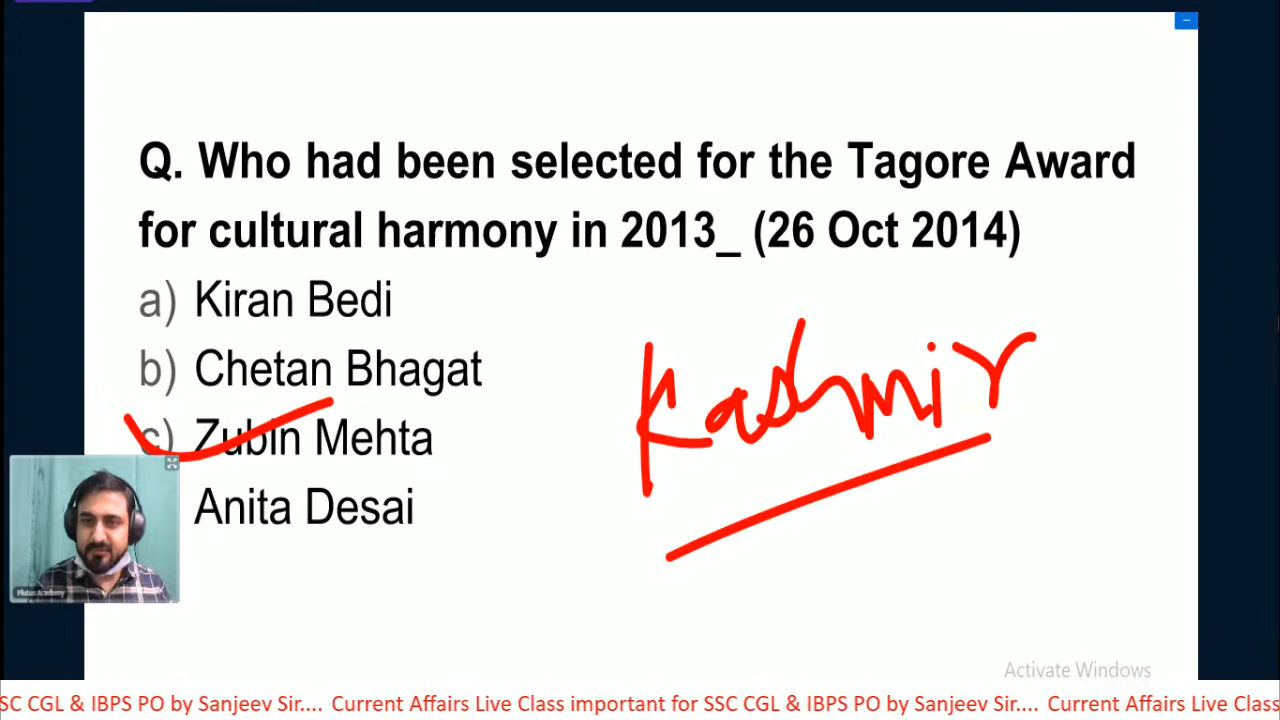 Q. Who had been selected for the Tagore Award
for cultural harmony in 2013_ (26 Oct 2014)
a) Kiran Bedi
b) Chetan Bhagat
c) Zubin Mehta
Anita Desai
Kashmir
Plutus Academy
Activate Windows
SC CGL & IBPS PO by Sanjeev Sir.... Current Affairs Live Class important for SSC CGL & IBPS PO by Sanjeev Sir.... Current Affairs Live Class